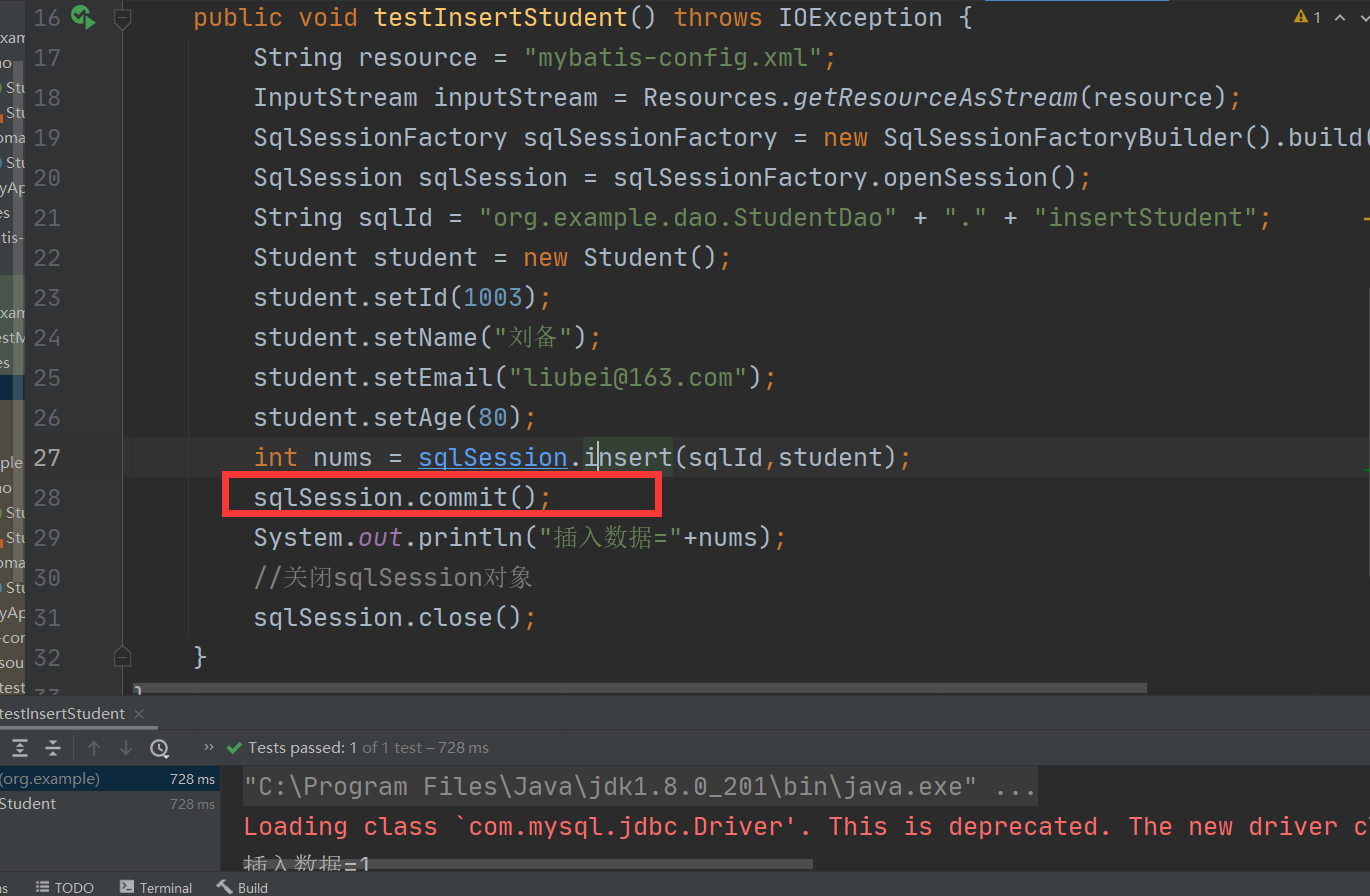 16 public void testInsertStudent() throws IOException { 1
17 String resource = "mybatis-config.xml";
18 InputStream inputStream = Resources.getResourceAsStream(resource);
19 SqlSessionFactory sqlSessionFactory = new SqlSessionFactoryBuilder().build(
20 SqlSession sqlSession = sqlSessionFactory.openSession();
21 String sqlId = "org.example.dao.StudentDao" + "." + "insertStudent";
22 Student student = new Student();
23 student.setId(1003);
24 student.setName("刘备");
25 student.setEmail("liubei@163.com");
26 student.setAge(80);
27 int nums = sqlSession.insert(sqlId,student);
28 sqlSession.commit();
29 System.out.println("插入数据="+nums);
30 //关闭sqlSession对象
31 sqlSession.close();
32 }
testInsertStudent
Tests passed: 1 of 1 test – 728 ms
(org.example) 728 ms
Student 728 ms
"C:\Program Files\Java\jdk1.8.0_201\bin\java.exe" ...
Loading class `com.mysql.jdbc.Driver'. This is deprecated. The new driver cl
插入数据=1
TODO Terminal Build